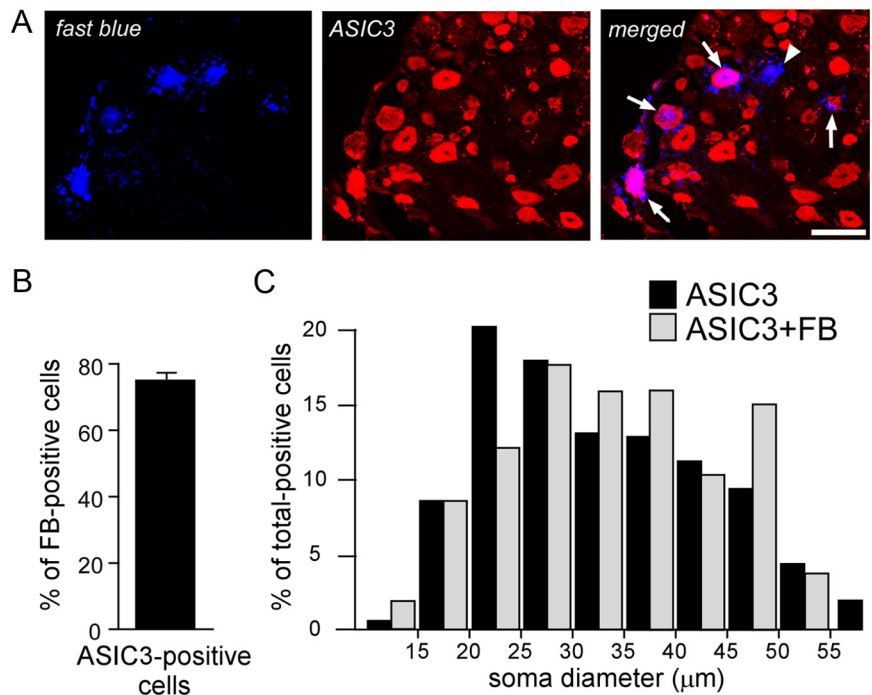 A
fast blue
ASIC3
merged
B
% of FB-positive cells
80
60
40
20
0
ASIC3-positive
cells
C
ASIC3
ASIC3+FB
% of total-positive cells
20
15
10
5
0
15 20 25 30 35 40 45 50 55
soma diameter (μm)